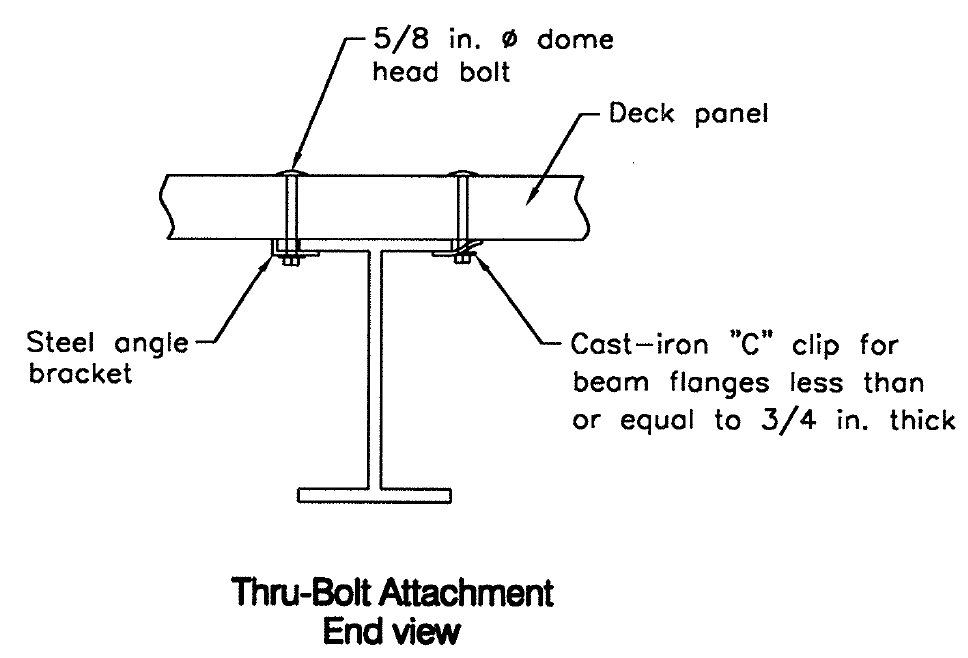 5/8 in. ø dome
head bolt
Deck panel
Steel angle
bracket
Cast-iron "C" clip for
beam flanges less than
or equal to 3/4 in. thick
Thru-Bolt Attachment
End view